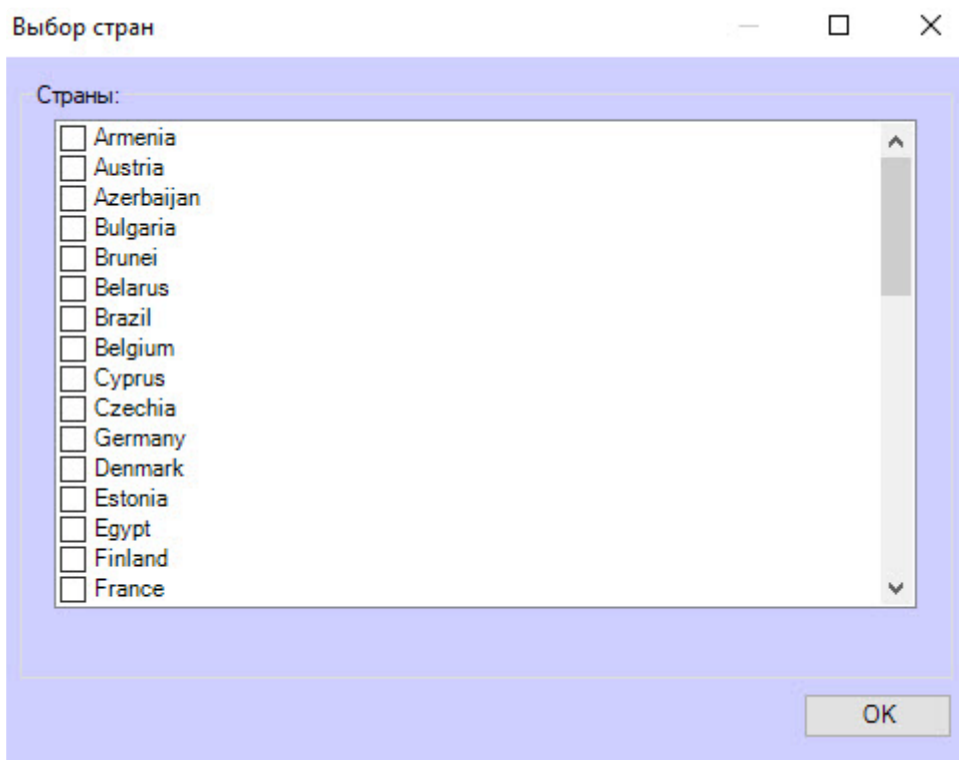 Выбор стран
Страны:
Armenia
Austria
Azerbaijan
Bulgaria
Brunei
Belarus
Brazil
Belgium
Cyprus
Czechia
Germany
Denmark
Estonia
Egypt
Finland
France
OK